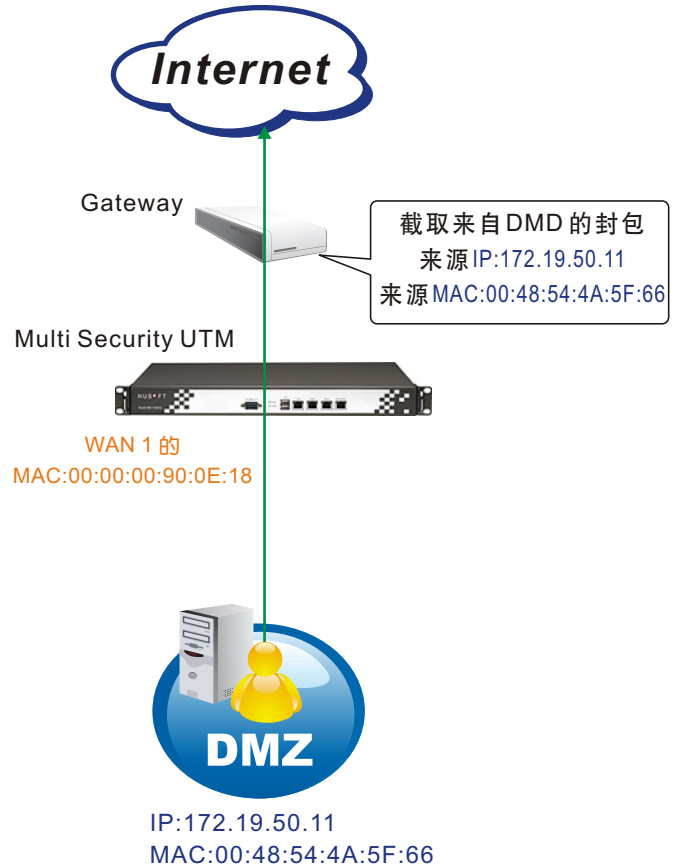 Internet
Gateway
截取来自DMD的封包
来源IP:172.19.50.11
来源MAC:00:48:54:4A:5F:66
Multi Security UTM
NUSOFT
WAN 1 的
MAC:00:00:00:90:0E:18
DMZ
IP:172.19.50.11
MAC:00:48:54:4A:5F:66